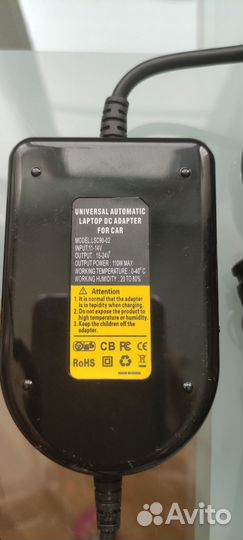 UNIVERSAL AUTOMATIC
LAPTOP DC ADAPTER
FOR CAR
MODEL:LSC90-02
INPUT:11-14V
OUTPUT : 15-24V
OUTPUT POWER : 110W MAX
WORKING TEMPERATURE : 0-40°C
WORKING HUMIDITY : 20 TO 80%
Attention
1.It is normal that the adapter
is in tepidity when charging.
2.Do not expose the product to
high temperature or humidity.
3.Keep the children off the
adapter.
CB FC CE
RoHS
Avito